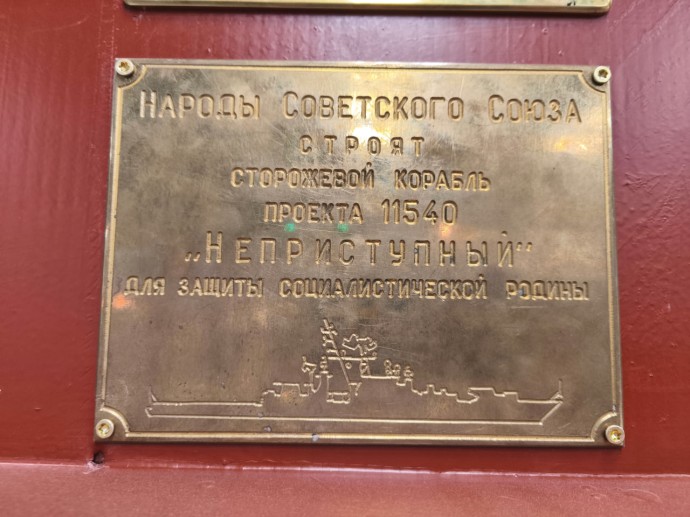 Народы Советского Союза
строят
сторожевой корабль
проекта 11540
„Неприступный“
для защиты социалистической родины